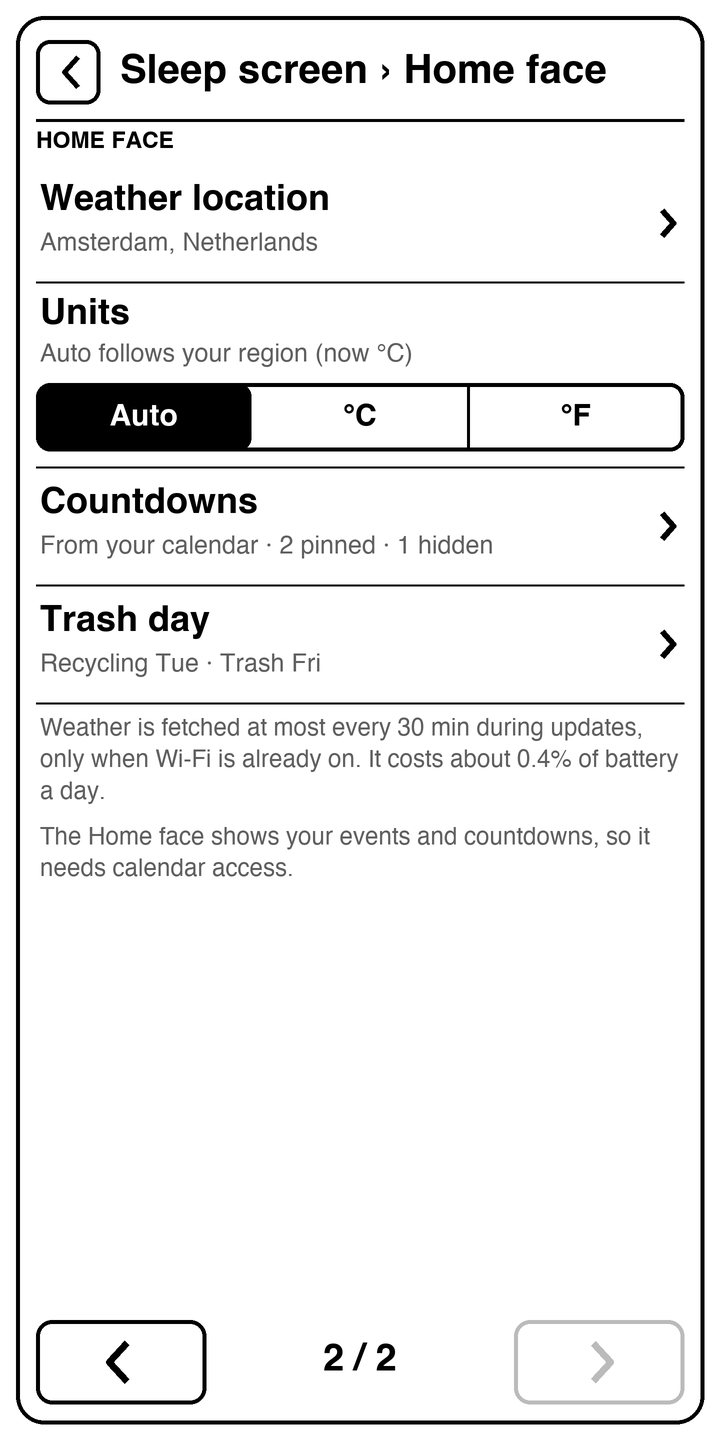 Sleep screen › Home face
HOME FACE
Weather location
Amsterdam, Netherlands
Units
Auto follows your region (now °C)
Auto °C °F
Countdowns
From your calendar · 2 pinned · 1 hidden
Trash day
Recycling Tue · Trash Fri
Weather is fetched at most every 30 min during updates,
only when Wi-Fi is already on. It costs about 0.4% of battery
a day.
The Home face shows your events and countdowns, so it
needs calendar access.
2 / 2